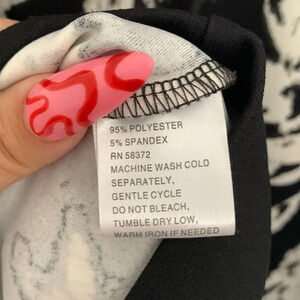 95% POLYESTER
5% SPANDEX
RN 58372
MACHINE WASH COLD
SEPARATELY,
GENTLE CYCLE
DO NOT BLEACH,
TUMBLE DRY LOW,
WARM IRON IF NEEDED